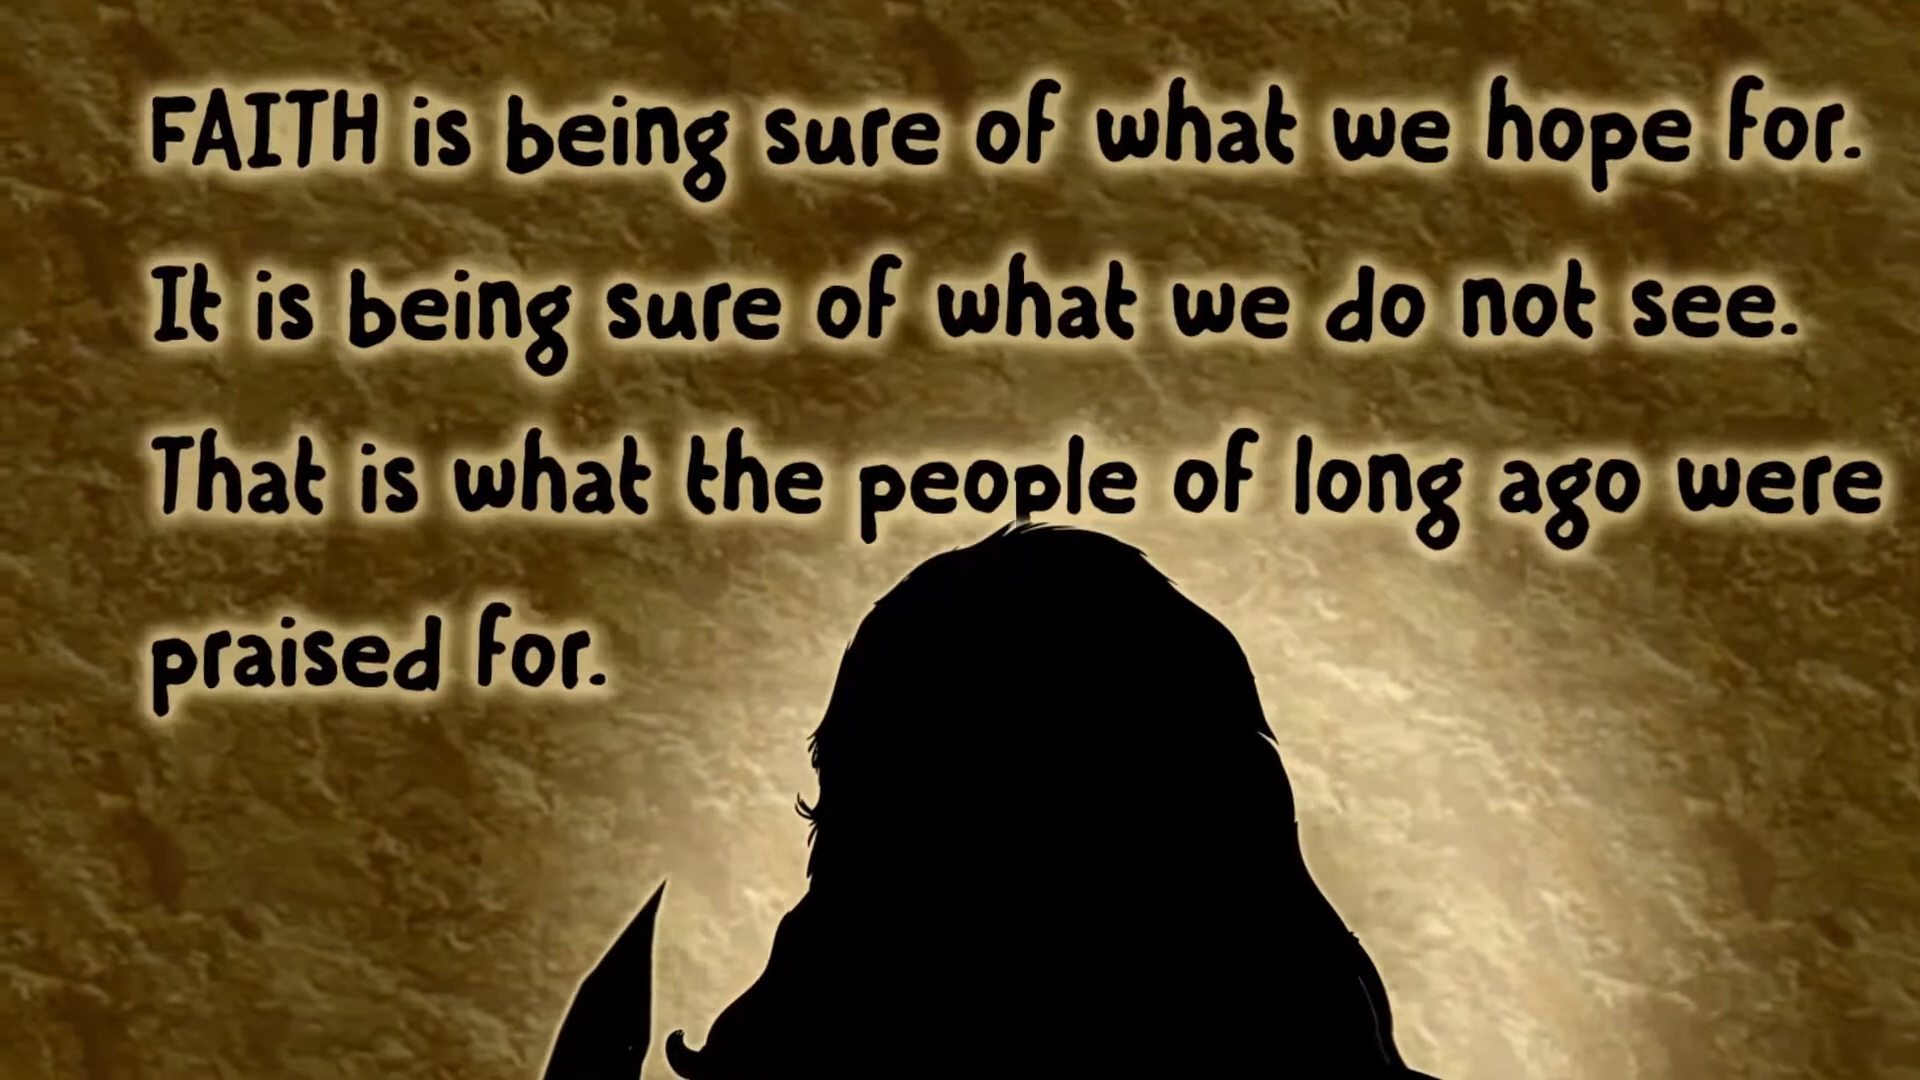 FAITH is being sure of what we hope for.
It is being sure of what we do not see.
That is what the people of long ago were
praised for.